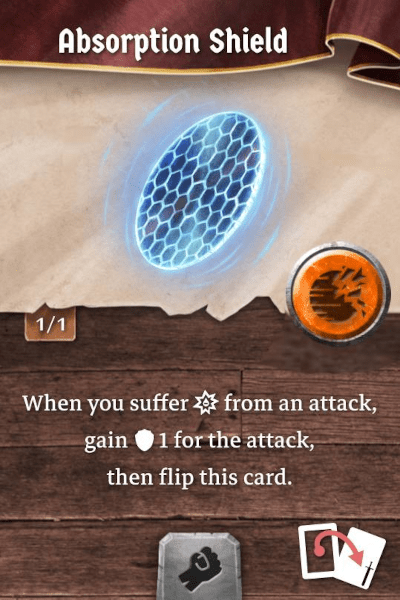 Absorption Shield
1/1
When you suffer from an attack,
gain 1 for the attack,
then flip this card.